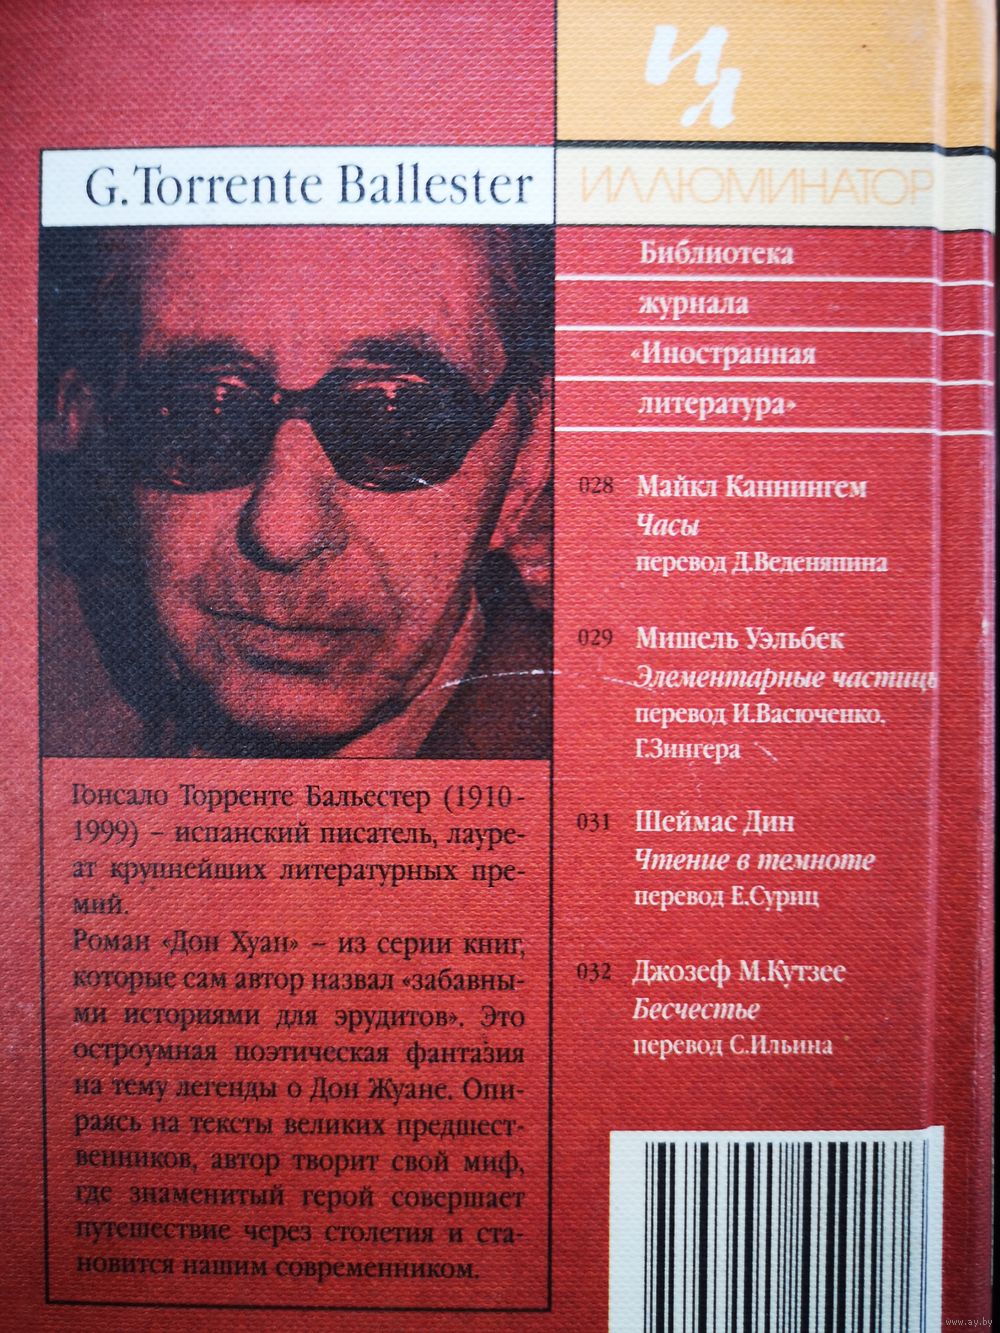 ИЛ
G. Torrente Ballester
ИЛЛЮМИНАТОР
Библиотека
журнала
«Иностранная
литература»
028 Майкл Каннингем
Часы
перевод Д.Веденяпина
029 Мишель Уэльбек
Элементарные частицы
перевод И.Васюченко,
Г.Зингера
031 Шеймас Дин
Чтение в темноте
перевод Е.Суриц
032 Джозеф М.Кутзее
Бесчестье
перевод С.Ильина
Гонсало Торренте Бальестер (1910-
1999) – испанский писатель, лауре-
ат крупнейших литературных пре-
мий.
Роман «Дон Хуан» – из серии книг,
которые сам автор назвал «забавны-
ми историями для эрудитов». Это
остроумная поэтическая фантазия
на тему легенды о Дон Жуане. Опи-
раясь на тексты великих предшест-
венников, автор творит свой миф,
где знаменитый герой совершает
путешествие через столетия и ста-
новится нашим современником.
www.ay.by